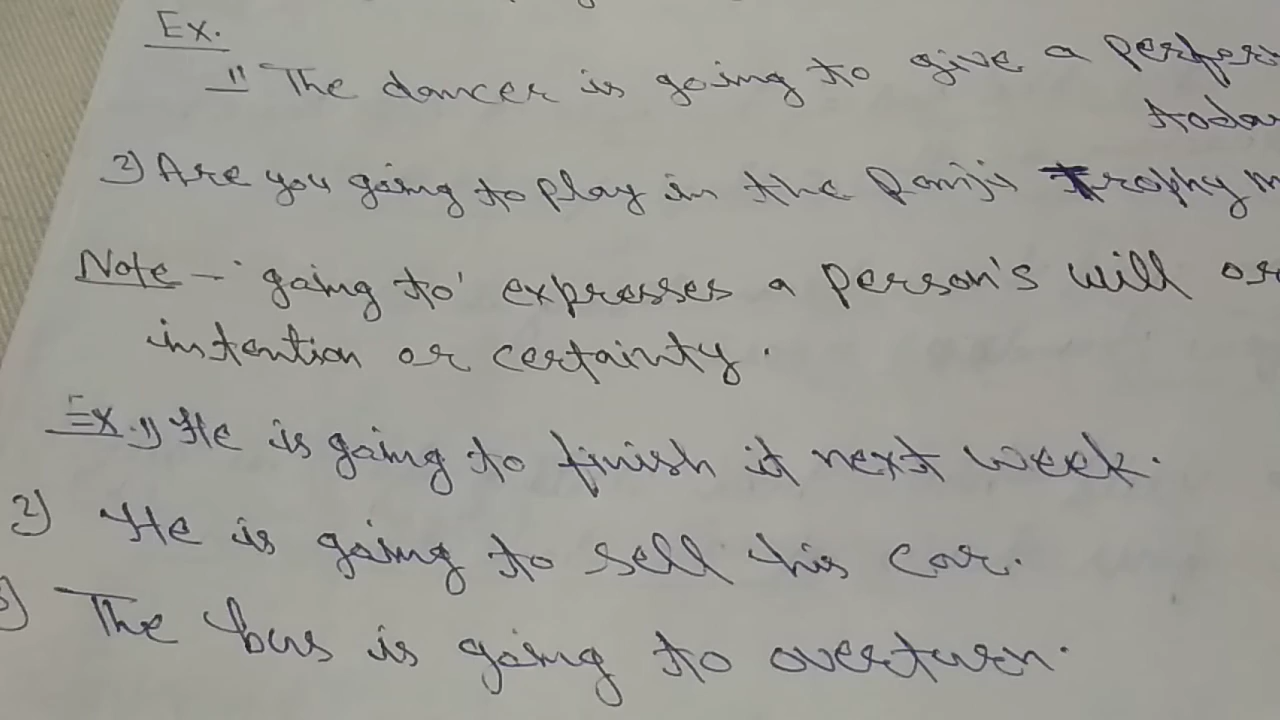 Ex.
1) The dancer is going to give a perfor
toda
2) Are you going to play in the Ranji Trophy m
Note - 'going to' expresses a person's will or
intention or certainty.
Ex. 1) He is going to finish it next week.
2) He is going to sell his car.
3) The bus is going to overturn.